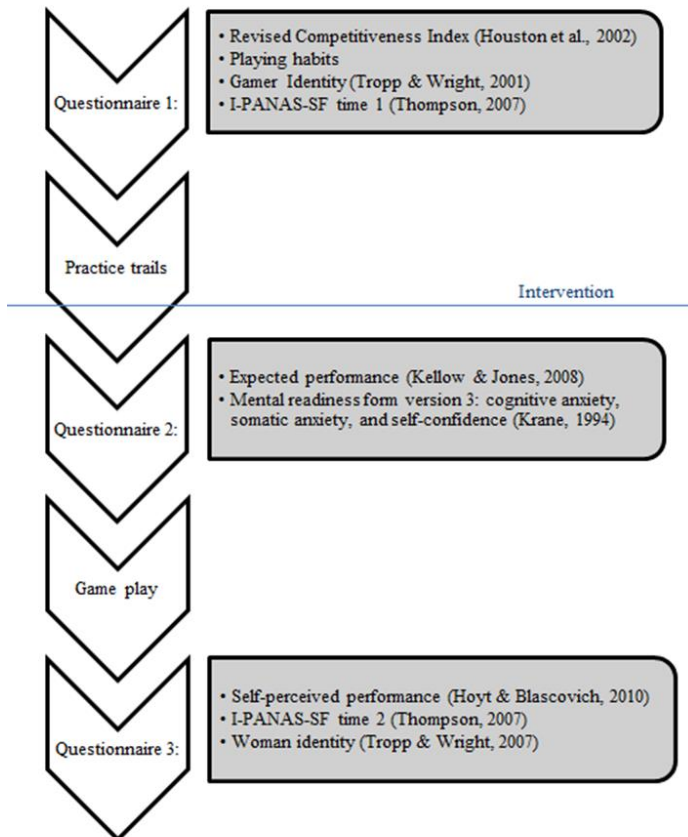 • Revised Competitiveness Index (Houston et al., 2002)
• Playing habits
• Gamer Identity (Tropp & Wright, 2001)
• I-PANAS-SF time 1 (Thompson, 2007)
Questionnaire 1:
Practice trails
Intervention
• Expected performance (Kellow & Jones, 2008)
• Mental readiness form version 3: cognitive anxiety,
somatic anxiety, and self-confidence (Krane, 1994)
Questionnaire 2:
Game play
• Self-perceived performance (Hoyt & Blascovich, 2010)
• I-PANAS-SF time 2 (Thompson, 2007)
• Woman identity (Tropp & Wright, 2007)
Questionnaire 3: